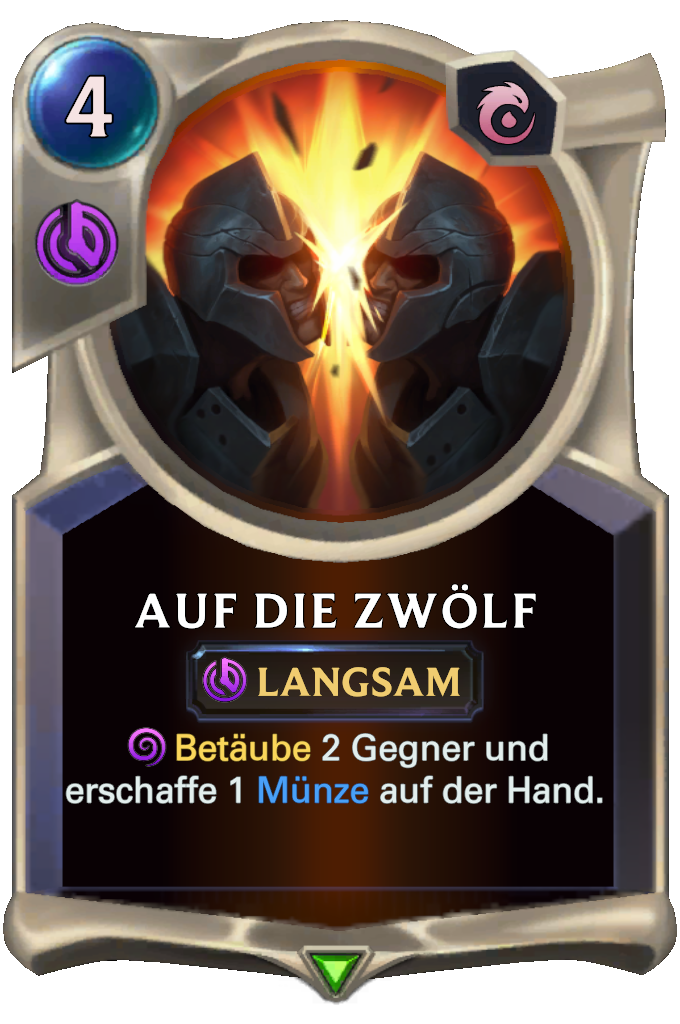 4
AUF DIE ZWÖLF
LANGSAM
Betäube 2 Gegner und
erschaffe 1 Münze auf der Hand.